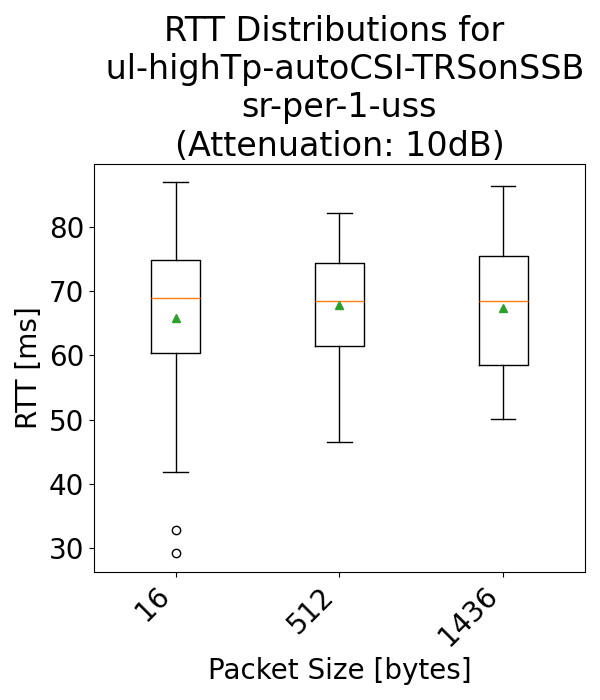 RTT Distributions for
ul-highTp-autoCSI-TRSonSSB
sr-per-1-uss
(Attenuation: 10dB)
RTT [ms]
80
70
60
50
40
30
16
512
1436
Packet Size [bytes]